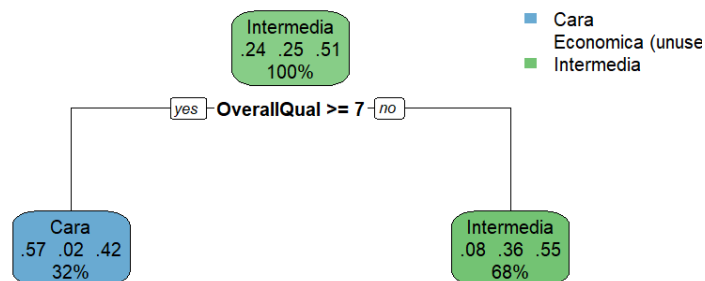 Intermedia
.24 .25 .51
100%
Cara
Economica (unuse
Intermedia
yes OverallQual >= 7 no
Cara
.57 .02 .42
32%
Intermedia
.08 .36 .55
68%